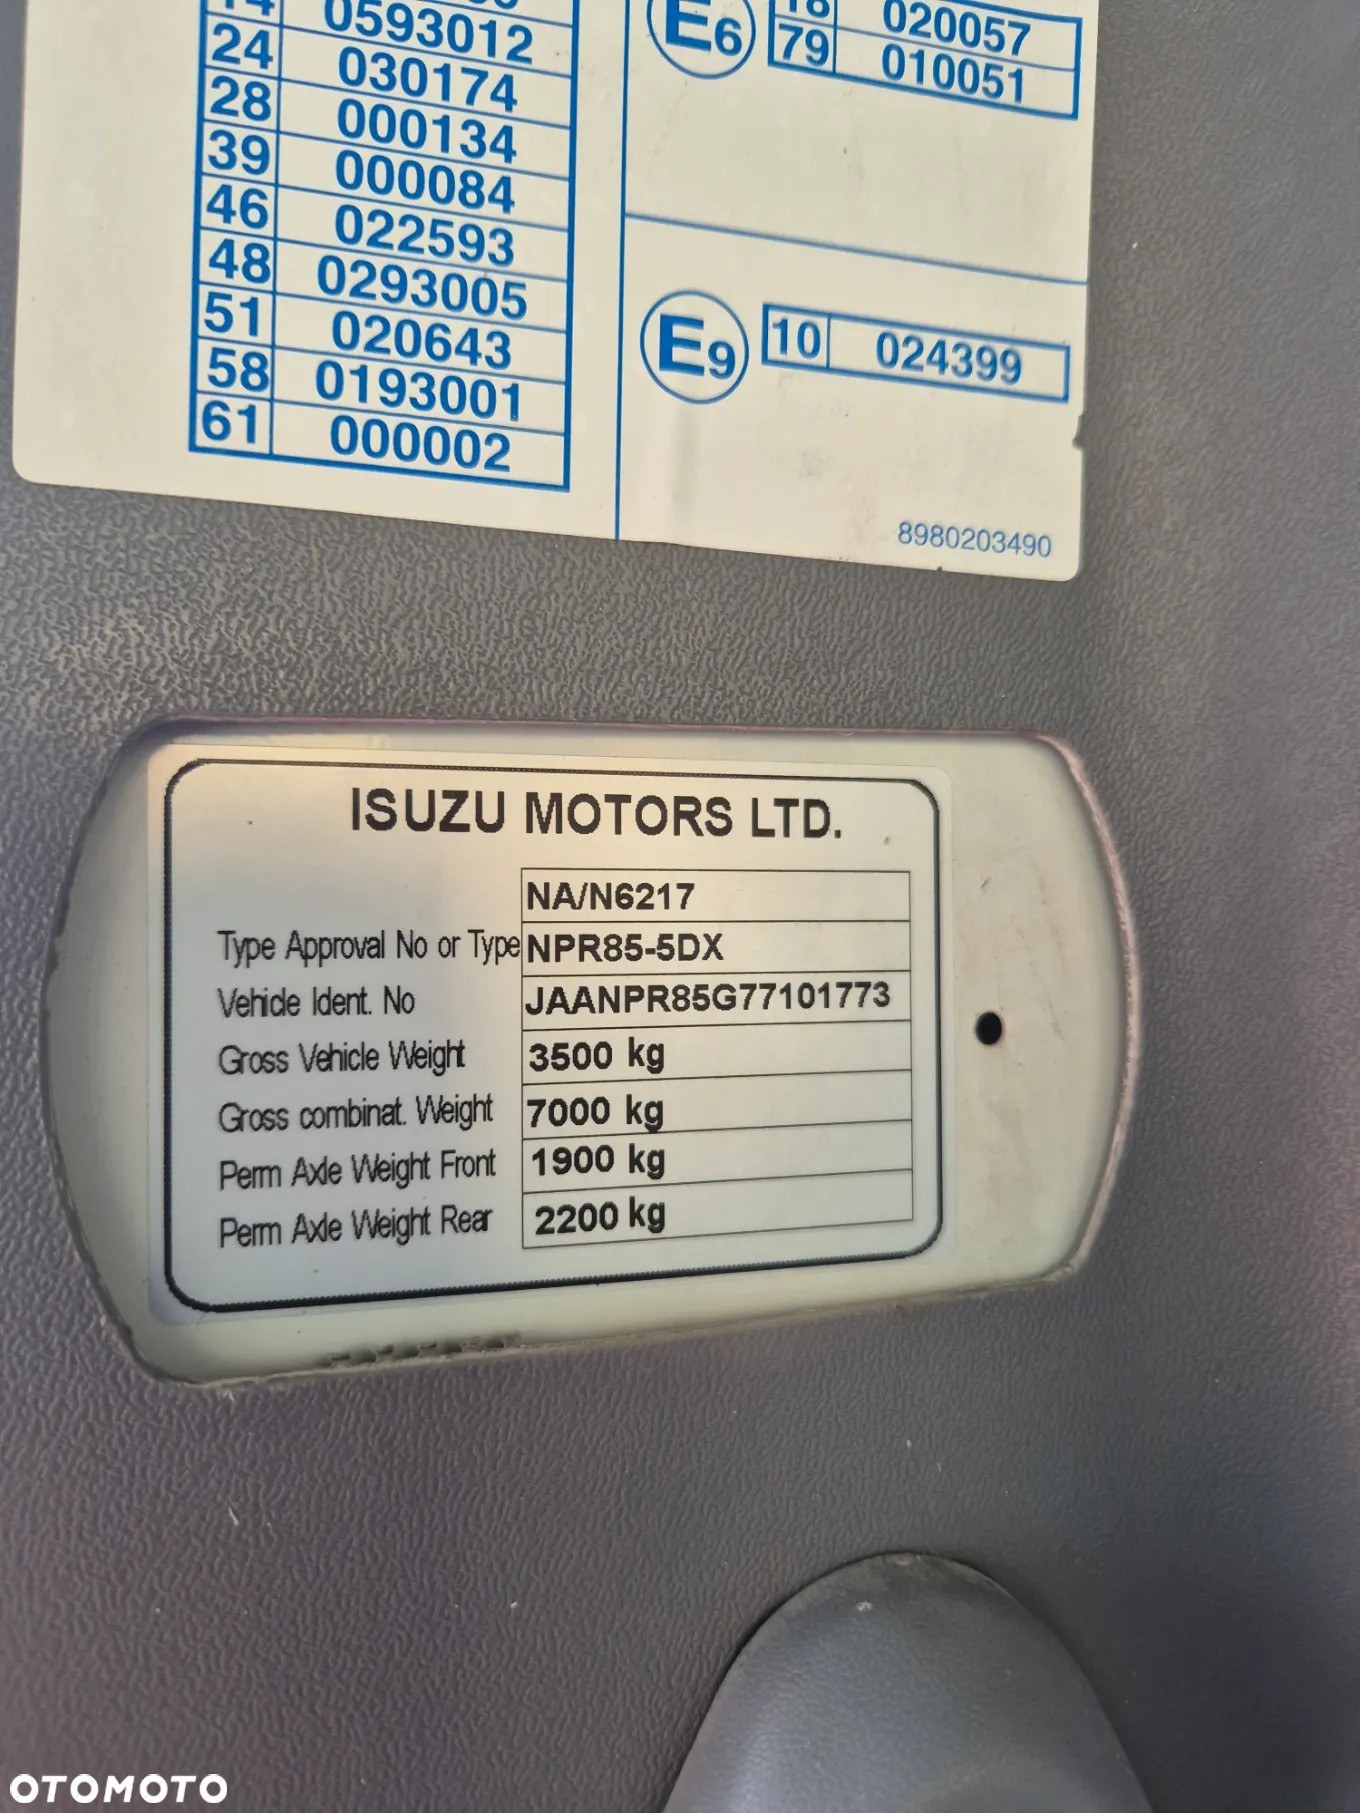 14 0593012
24 030174
28 000134
39 000084
46 022593
48 0293005
51 020643
58 0193001
61 000002
E6
18 020057
79 010051
E9 10 024399
8980203490
ISUZU MOTORS LTD.
NA/N6217
Type Approval No or Type NPR85-5DX
Vehicle Ident. No JAANPR85G77101773
Gross Vehicle Weight 3500 kg
Gross combinat. Weight 7000 kg
Perm Axle Weight Front 1900 kg
Perm Axle Weight Rear 2200 kg
OTOMOTO